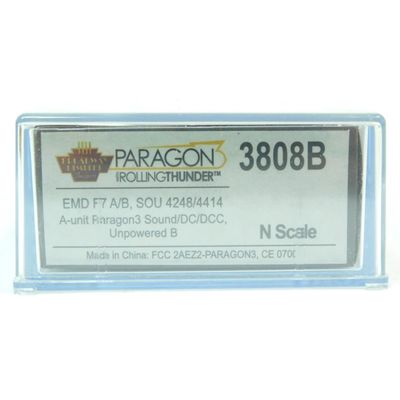 BROADWAY
LIMITED
PARAGON3
ROLLINGTHUNDER™
3808B
EMD F7 A/B, SOU 4248/4414
A-unit Paragon3 Sound/DC/DCC,
Unpowered B
N Scale
Made in China: FCC 2AEZ2-PARAGON3, CE 0700